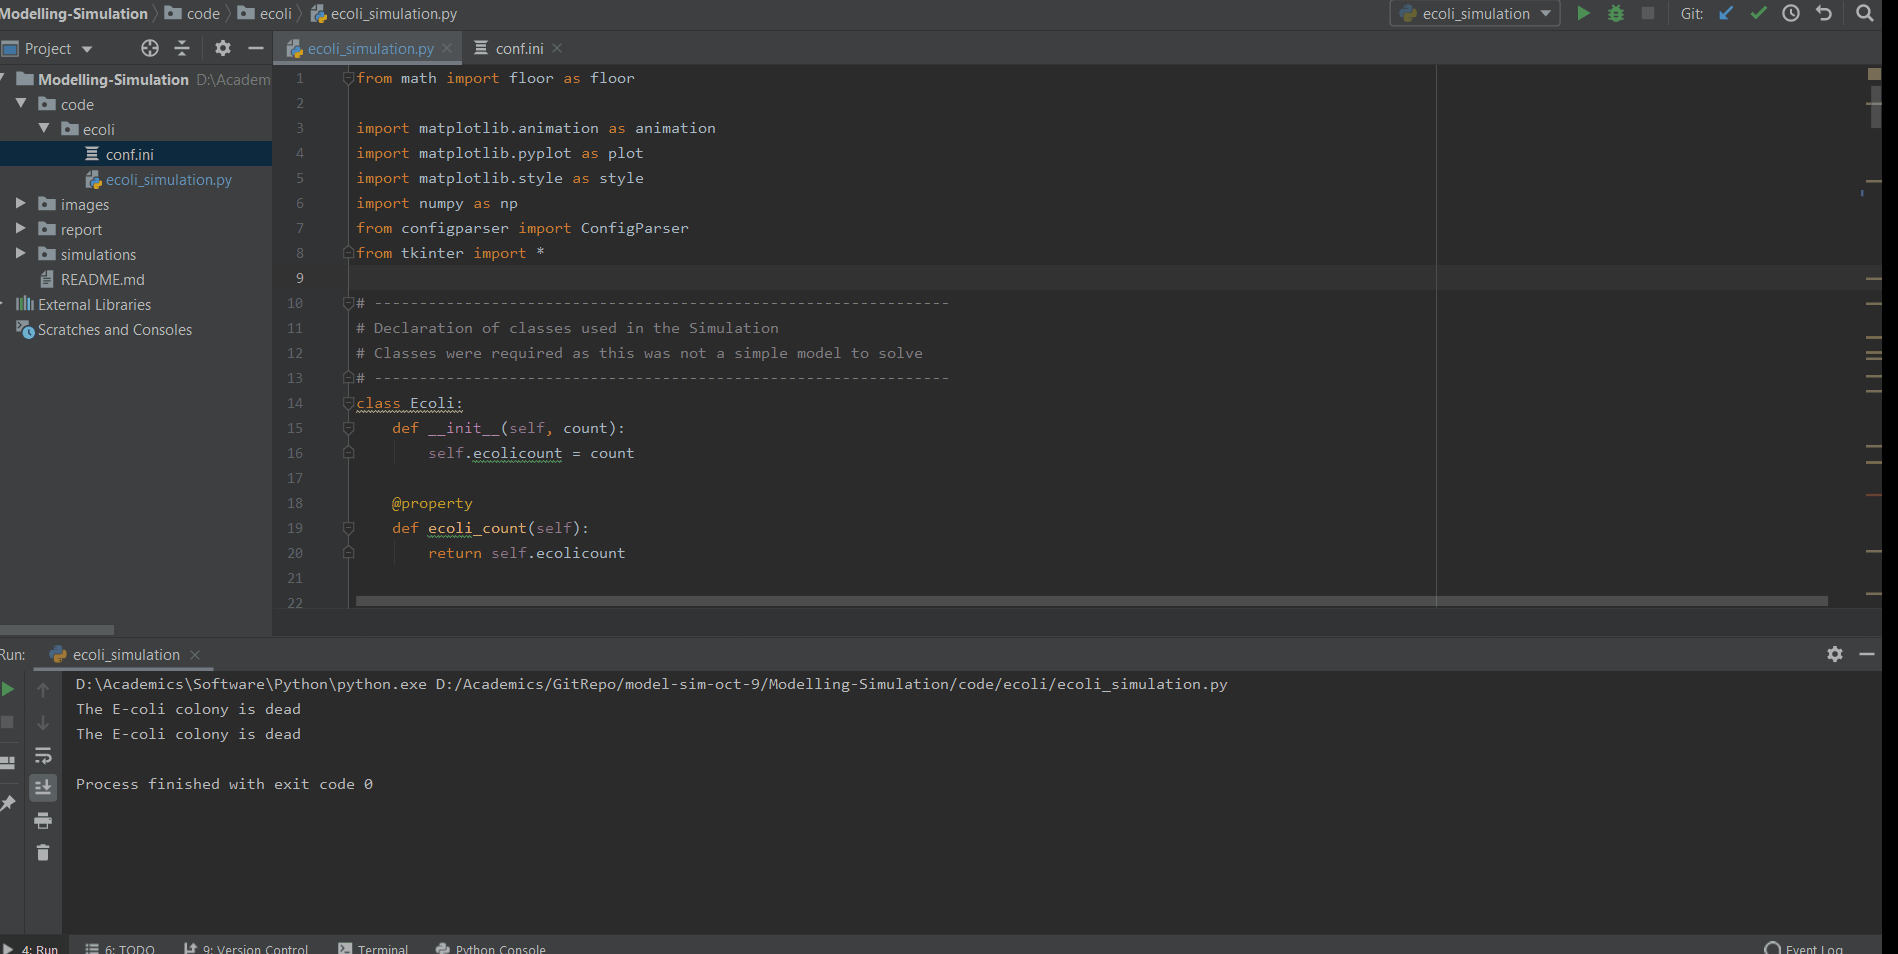 Modelling-Simulation code ecoli ecoli_simulation.py
ecoli_simulation Git:
Project
ecoli_simulation.py conf.ini
Modelling-Simulation D:\Academ
code
ecoli
conf.ini
ecoli_simulation.py
images
report
simulations
README.md
External Libraries
Scratches and Consoles
1 from math import floor as floor
2
3 import matplotlib.animation as animation
4 import matplotlib.pyplot as plot
5 import matplotlib.style as style
6 import numpy as np
7 from configparser import ConfigParser
8 from tkinter import *
9
10 # ----------------------------------------------------------------
11 # Declaration of classes used in the Simulation
12 # Classes were required as this was not a simple model to solve
13 # ----------------------------------------------------------------
14 class Ecoli:
15 def __init__(self, count):
16 self.ecolicount = count
17
18 @property
19 def ecoli_count(self):
20 return self.ecolicount
21
22
Run: ecoli_simulation
D:\Academics\Software\Python\python.exe D:/Academics/GitRepo/model-sim-oct-9/Modelling-Simulation/code/ecoli/ecoli_simulation.py
The E-coli colony is dead
The E-coli colony is dead
Process finished with exit code 0
4: Run 6: TODO 9: Version Control Terminal Python Console Event Log